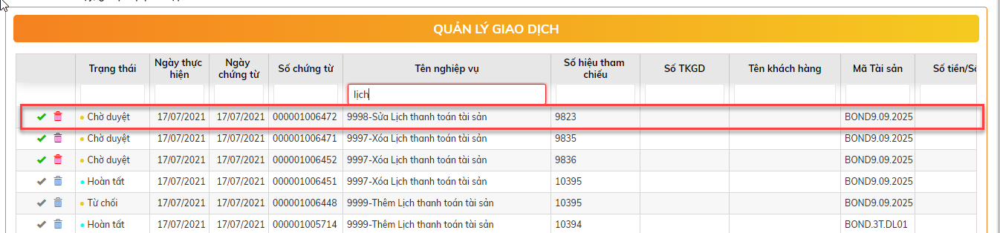 QUẢN LÝ GIAO DỊCH
Trạng thái Ngày thực hiện Ngày chứng từ Số chứng từ Tên nghiệp vụ Số hiệu tham chiếu Số TKGD Tên khách hàng Mã Tài sản Số tiền/Số
lịch
Chờ duyệt 17/07/2021 17/07/2021 000001006472 9998-Sửa Lịch thanh toán tài sản 9823 BOND9.09.2025
Chờ duyệt 17/07/2021 17/07/2021 000001006471 9997-Xóa Lịch thanh toán tài sản 9835 BOND9.09.2025
Chờ duyệt 17/07/2021 17/07/2021 000001006452 9997-Xóa Lịch thanh toán tài sản 9836 BOND9.09.2025
Hoàn tất 17/07/2021 17/07/2021 000001006451 9997-Xóa Lịch thanh toán tài sản 10395 BOND9.09.2025
Từ chối 17/07/2021 17/07/2021 000001006448 9999-Thêm Lịch thanh toán tài sản 10395 BOND9.09.2025
Hoàn tất 17/07/2021 17/07/2021 000001005714 9999-Thêm Lịch thanh toán tài sản 10394 BOND.3T.DL01